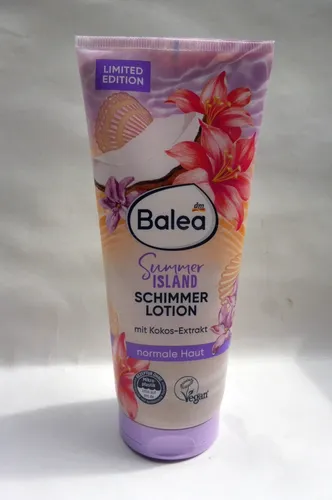 LIMITED
EDITION
dm
Balea
Summer
ISLAND
SCHIMMER
LOTION
mit Kokos-Extrakt
normale Haut
Vegan